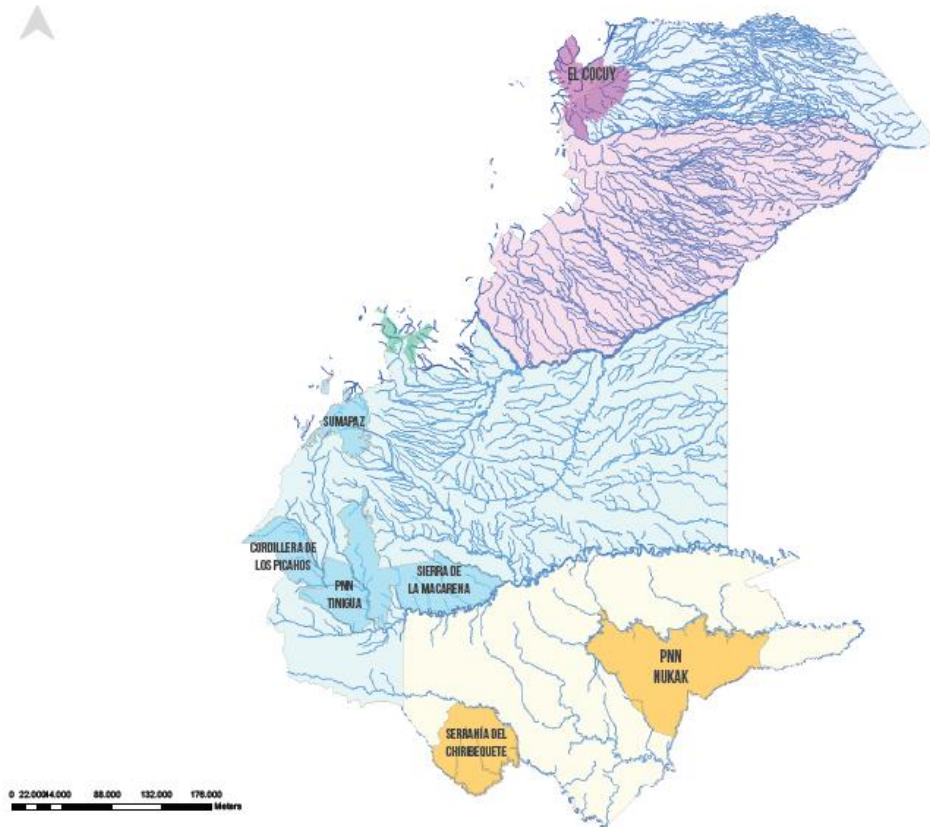 EL COCUY
SUMAPAZ
CORDILLERA DE
LOS PICAHOS
PNN
TINIGUA
SIERRA DE
LA MACARENA
PNN
NUKAK
SERRANÍA DEL
CHIRIBEQUETE
0 22.00044.000 88.000 132.000 176.000
Meters